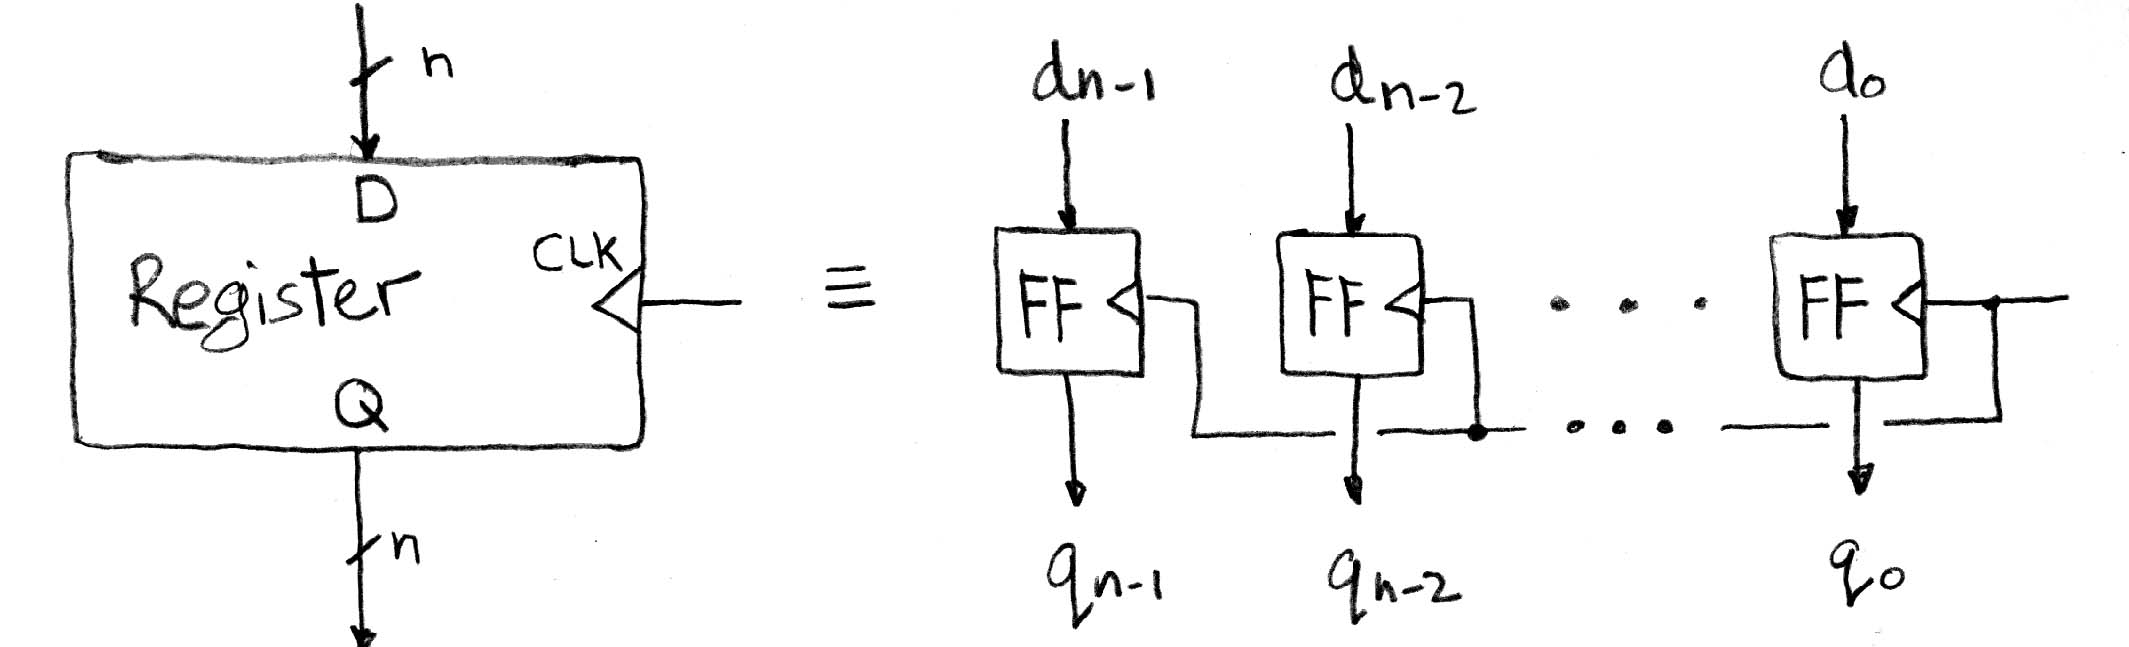 n
D
CLK
Register
Q
n
≡
dn-1 dn-2 d0
FF FF . . . FF
. . .
qn-1 qn-2 q0